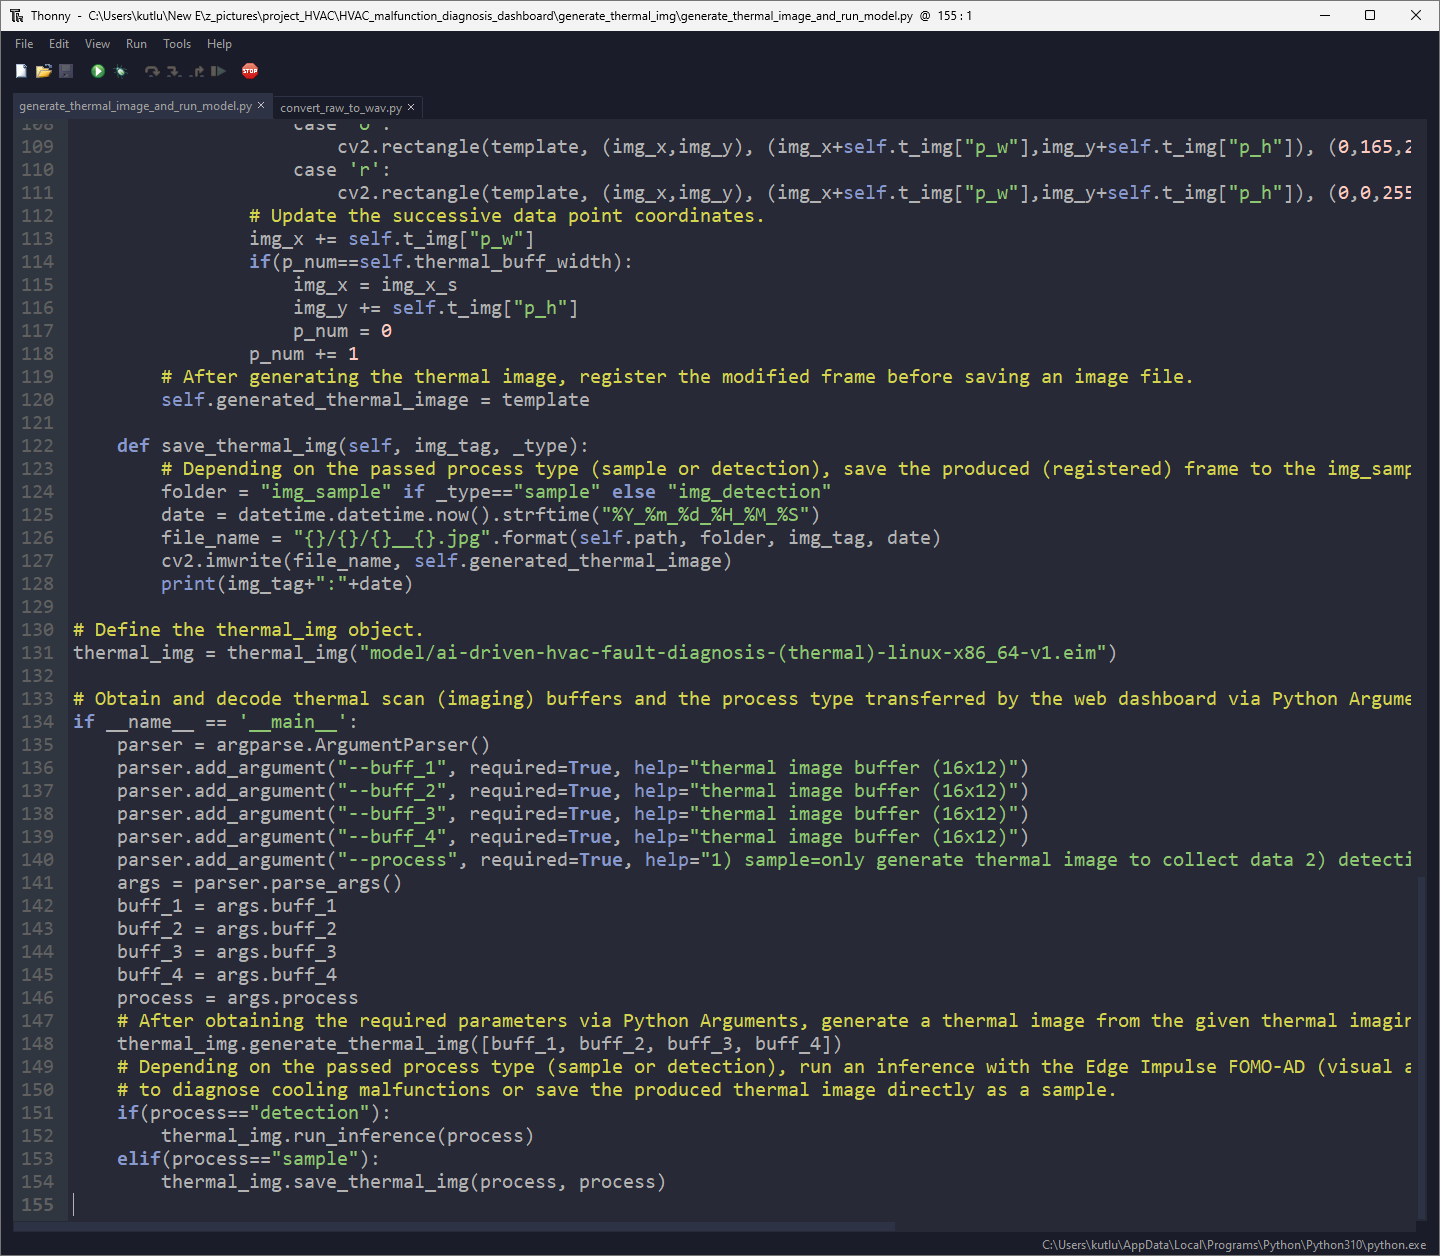 Thonny - C:\Users\kutlu\New E\z_pictures\project_HVAC\HVAC_malfunction_diagnosis_dashboard\generate_thermal_img\generate_thermal_image_and_run_model.py @ 155 : 1
File Edit View Run Tools Help
STOP
generate_thermal_image_and_run_model.py × convert_raw_to_wav.py ×
108 case 'o':
109 cv2.rectangle(template, (img_x,img_y), (img_x+self.t_img["p_w"],img_y+self.t_img["p_h"]), (0,165,2
110 case 'r':
111 cv2.rectangle(template, (img_x,img_y), (img_x+self.t_img["p_w"],img_y+self.t_img["p_h"]), (0,0,255
112 # Update the successive data point coordinates.
113 img_x += self.t_img["p_w"]
114 if(p_num==self.thermal_buff_width):
115 img_x = img_x_s
116 img_y += self.t_img["p_h"]
117 p_num = 0
118 p_num += 1
119 # After generating the thermal image, register the modified frame before saving an image file.
120 self.generated_thermal_image = template
121
122 def save_thermal_img(self, img_tag, _type):
123 # Depending on the passed process type (sample or detection), save the produced (registered) frame to the img_samp
124 folder = "img_sample" if _type=="sample" else "img_detection"
125 date = datetime.datetime.now().strftime("%Y_%m_%d_%H_%M_%S")
126 file_name = "{}/{}/{}__{}.jpg".format(self.path, folder, img_tag, date)
127 cv2.imwrite(file_name, self.generated_thermal_image)
128 print(img_tag+":"+date)
129
130 # Define the thermal_img object.
131 thermal_img = thermal_img("model/ai-driven-hvac-fault-diagnosis-(thermal)-linux-x86_64-v1.eim")
132
133 # Obtain and decode thermal scan (imaging) buffers and the process type transferred by the web dashboard via Python Argume
134 if __name__ == '__main__':
135 parser = argparse.ArgumentParser()
136 parser.add_argument("--buff_1", required=True, help="thermal image buffer (16x12)")
137 parser.add_argument("--buff_2", required=True, help="thermal image buffer (16x12)")
138 parser.add_argument("--buff_3", required=True, help="thermal image buffer (16x12)")
139 parser.add_argument("--buff_4", required=True, help="thermal image buffer (16x12)")
140 parser.add_argument("--process", required=True, help="1) sample=only generate thermal image to collect data 2) detecti
141 args = parser.parse_args()
142 buff_1 = args.buff_1
143 buff_2 = args.buff_2
144 buff_3 = args.buff_3
145 buff_4 = args.buff_4
146 process = args.process
147 # After obtaining the required parameters via Python Arguments, generate a thermal image from the given thermal imagin
148 thermal_img.generate_thermal_img([buff_1, buff_2, buff_3, buff_4])
149 # Depending on the passed process type (sample or detection), run an inference with the Edge Impulse FOMO-AD (visual a
150 # to diagnose cooling malfunctions or save the produced thermal image directly as a sample.
151 if(process=="detection"):
152 thermal_img.run_inference(process)
153 elif(process=="sample"):
154 thermal_img.save_thermal_img(process, process)
155
C:\Users\kutlu\AppData\Local\Programs\Python\Python310\python.exe